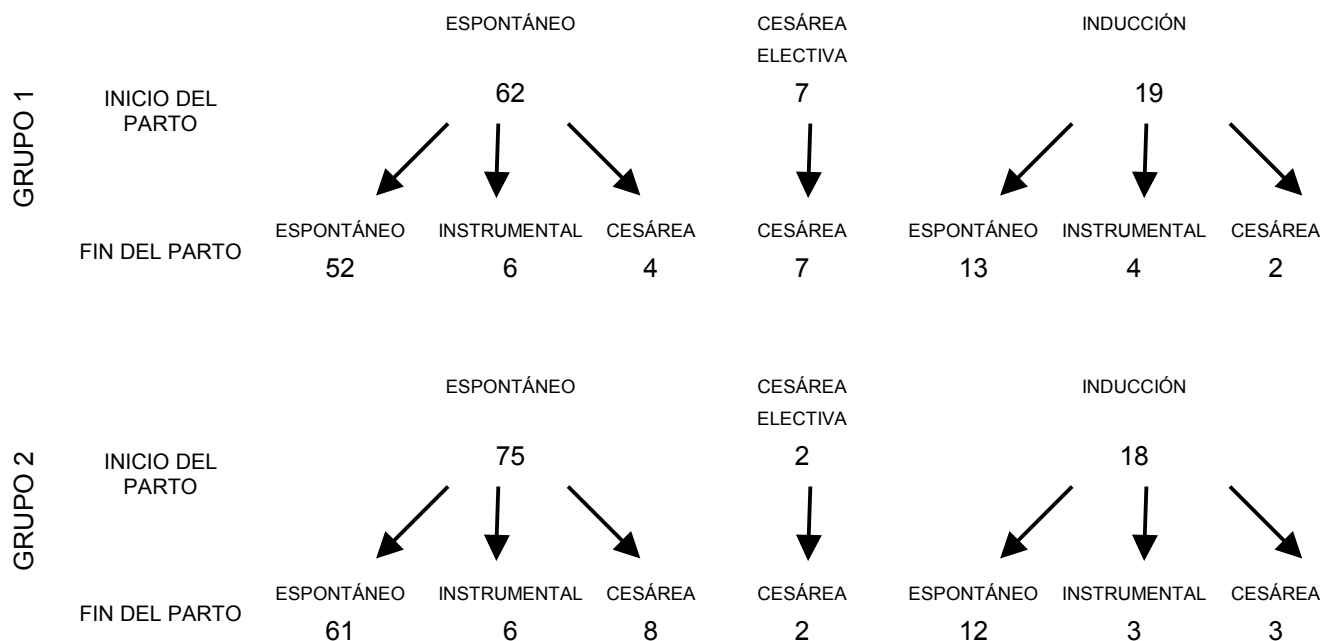 ESPONTÁNEO CESÁREA ELECTIVA INDUCCIÓN
GRUPO 1
INICIO DEL PARTO
62 7 19
ESPONTÁNEO INSTRUMENTAL CESÁREA CESÁREA ESPONTÁNEO INSTRUMENTAL CESÁREA
FIN DEL PARTO
52 6 4 7 13 4 2
ESPONTÁNEO CESÁREA ELECTIVA INDUCCIÓN
GRUPO 2
INICIO DEL PARTO
75 2 18
ESPONTÁNEO INSTRUMENTAL CESÁREA CESÁREA ESPONTÁNEO INSTRUMENTAL CESÁREA
FIN DEL PARTO
61 6 8 2 12 3 3